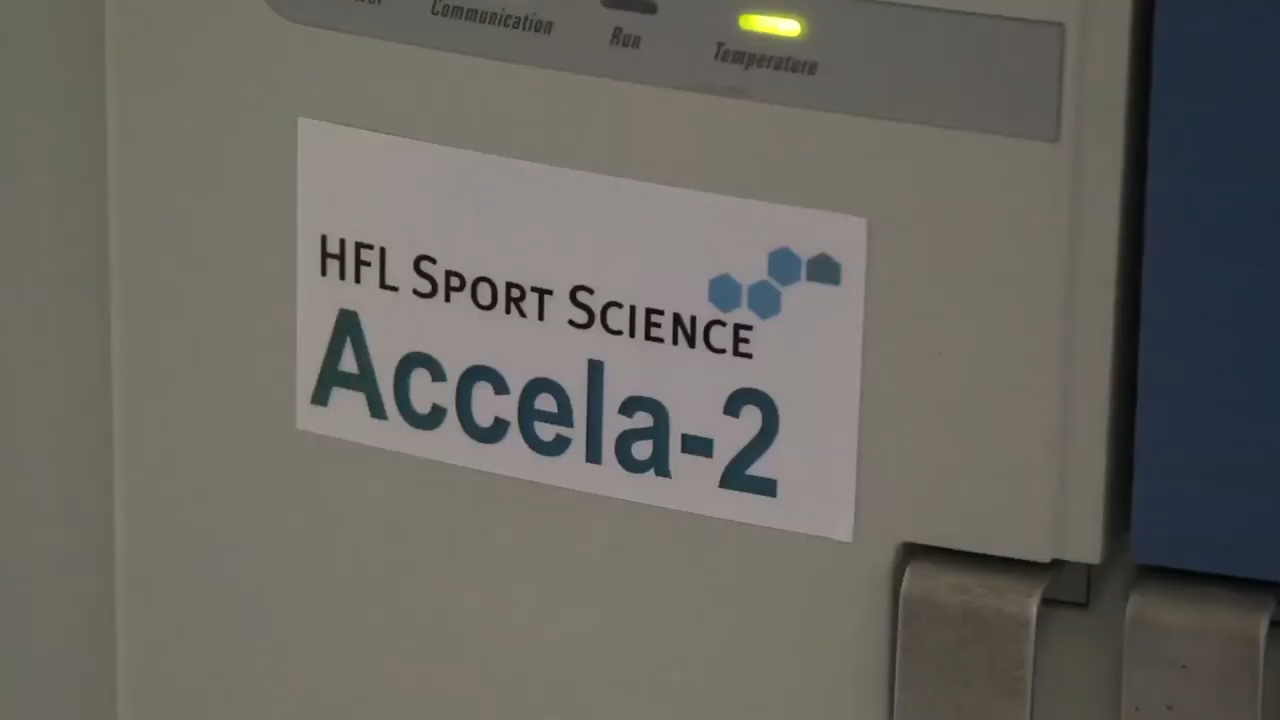 Communication
Run
Temperature
HFL SPORT SCIENCE
Accela-2